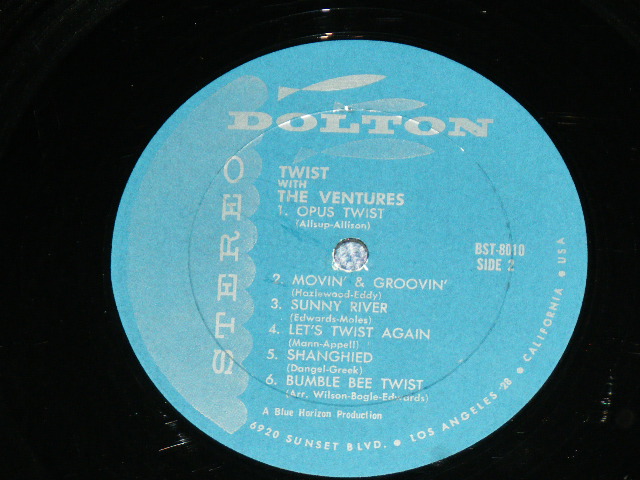 DOLTON
STEREO
TWIST
WITH
THE VENTURES
1. OPUS TWIST
(Allsup-Allison)
BST-8010
SIDE 2
2. MOVIN' & GROOVIN'
(Hazlewood-Eddy)
3. SUNNY RIVER
(Edwards-Moles)
4. LET'S TWIST AGAIN
(Mann-Appell)
5. SHANGHIED
(Dangel-Greek)
6. BUMBLE BEE TWIST
(Arr. Wilson-Bogle-Edwards)
A Blue Horizon Production
6920 SUNSET BLVD. ● LOS ANGELES 28 ● CALIFORNIA ● USA